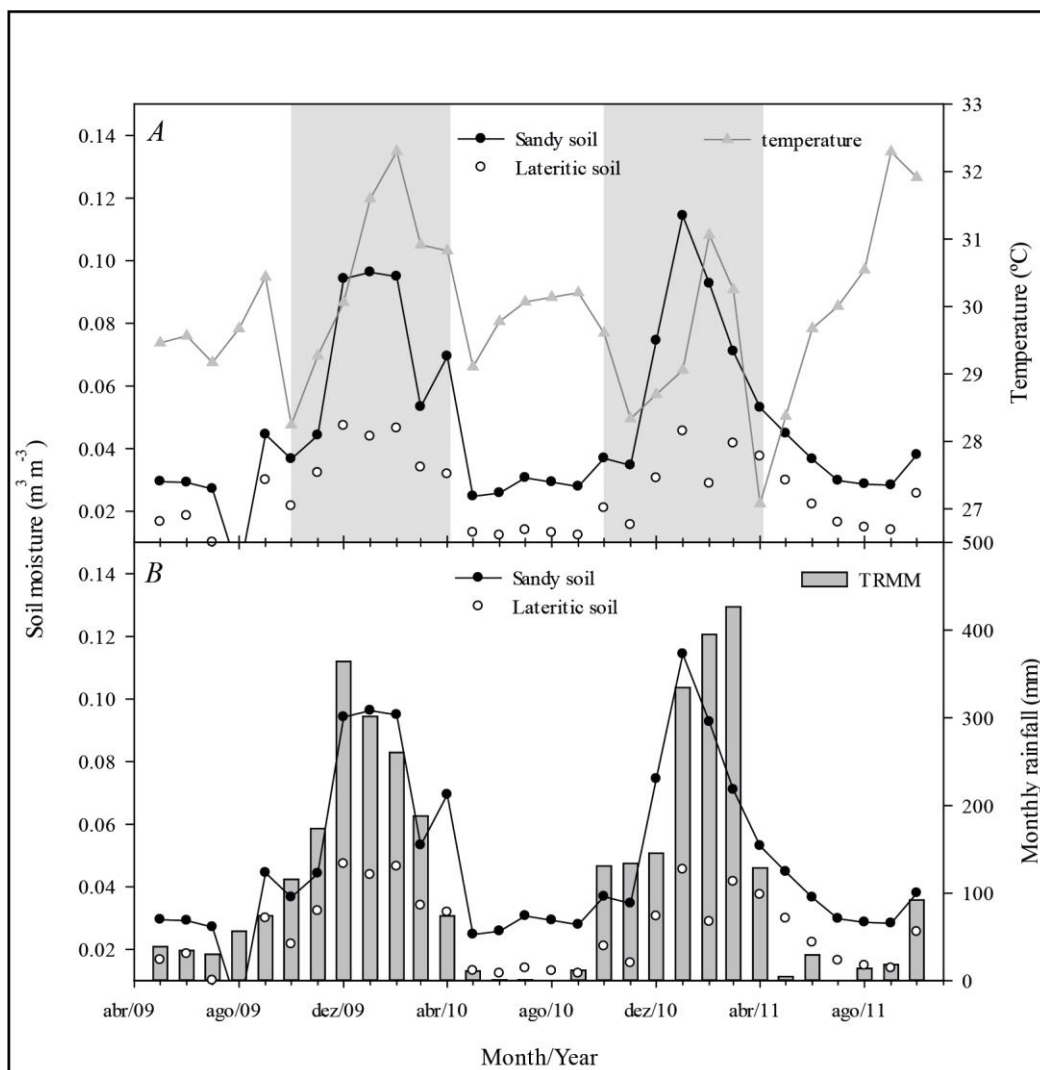 A
Sandy soil
Lateritic soil
temperature
0.14
0.12
0.10
0.08
0.06
0.04
0.02
33
32
31
30
29
28
27
Temperature (ºC)
Soil moisture (m³ m⁻³)
B
Sandy soil
Lateritic soil
TRMM
0.14
0.12
0.10
0.08
0.06
0.04
0.02
26
500
400
300
200
100
0
Monthly rainfall (mm)
abr/09
ago/09
dez/09
abr/10
ago/10
dez/10
abr/11
ago/11
Month/Year